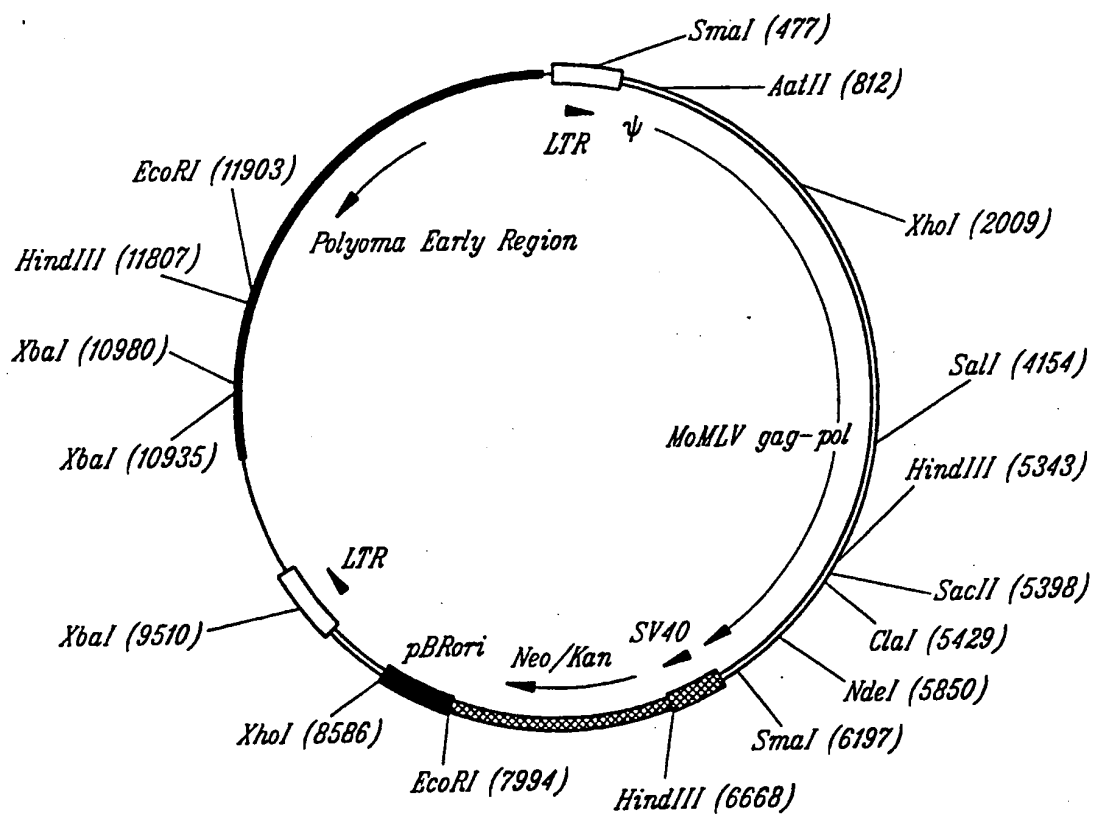 SmaI (477)
AatII (812)
LTR
ψ
EcoRI (11903)
XhoI (2009)
Polyoma Early Region
HindIII (11807)
XbaI (10980)
SalI (4154)
MoMLV gag-pol
XbaI (10935)
HindIII (5343)
LTR
SacII (5398)
XbaI (9510)
SV40
ClaI (5429)
pBRori
Neo/Kan
NdeI (5850)
XhoI (8586)
SmaI (6197)
EcoRI (7994)
HindIII (6668)